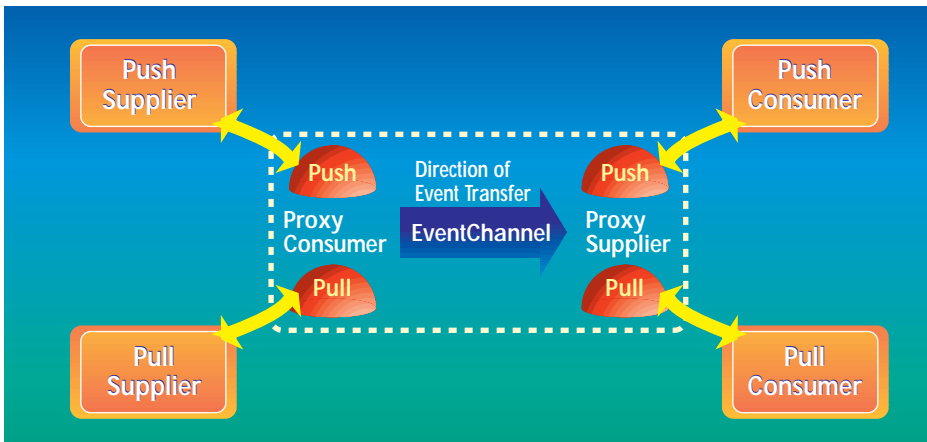 Push
Supplier
Push
Consumer
Push
Direction of
Event Transfer
Push
Proxy
Consumer
EventChannel
Proxy
Supplier
Pull
Pull
Pull
Supplier
Pull
Consumer